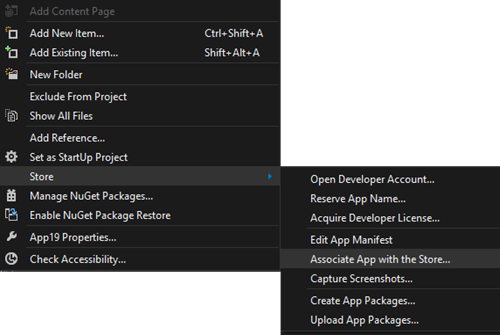 Add Content Page
Add New Item... Ctrl+Shift+A
Add Existing Item... Shift+Alt+A
New Folder
Exclude From Project
Show All Files
Add Reference...
Set as StartUp Project
Store
Manage NuGet Packages...
Enable NuGet Package Restore
App19 Properties...
Check Accessibility...
Open Developer Account...
Reserve App Name...
Acquire Developer License...
Edit App Manifest
Associate App with the Store...
Capture Screenshots...
Create App Packages...
Upload App Packages...